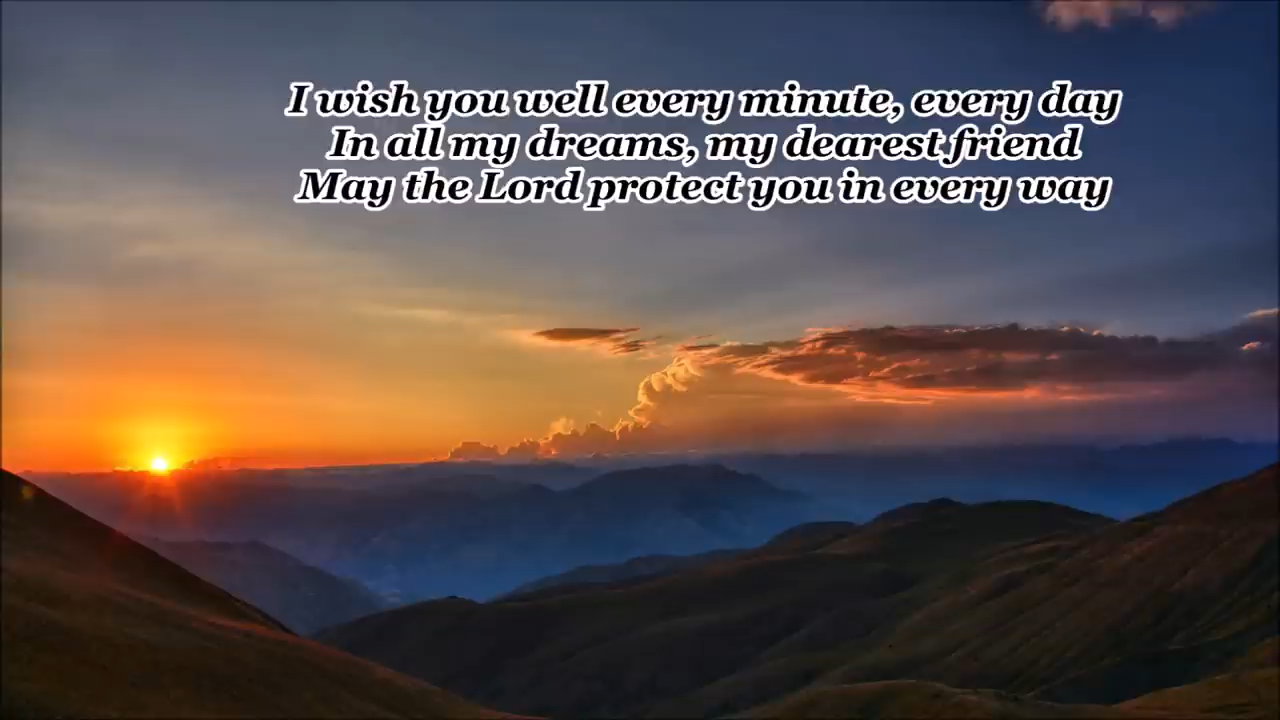 I wish you well every minute, every day
In all my dreams, my dearest friend
May the Lord protect you in every way